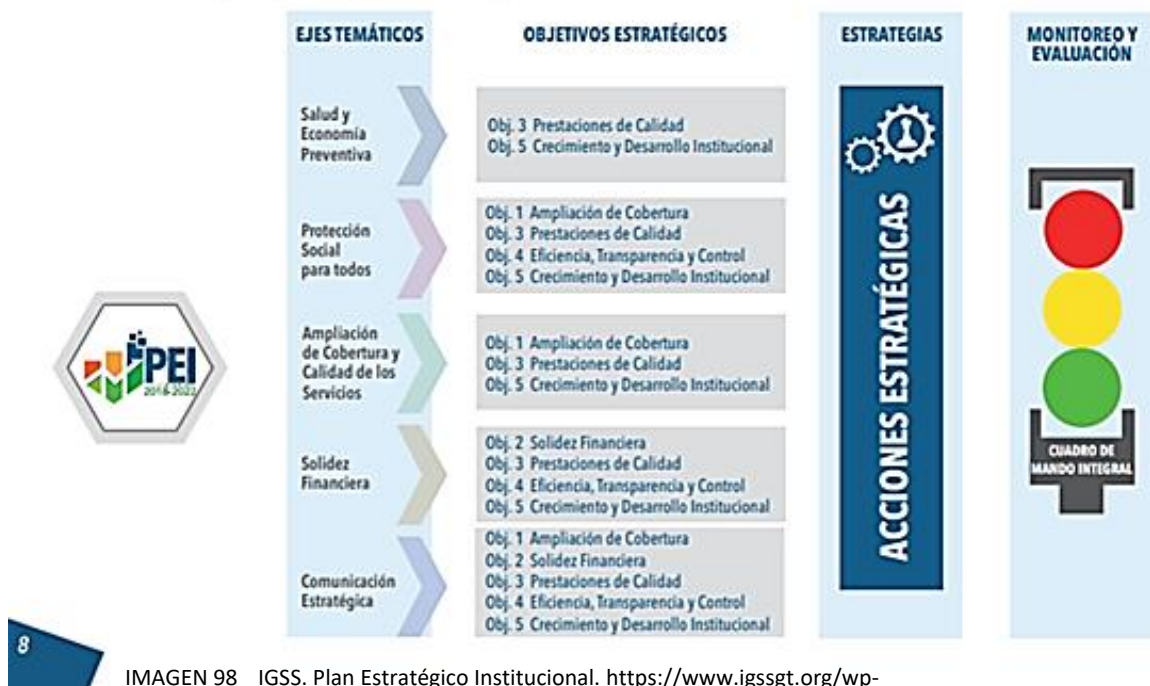 EJES TEMÁTICOS
OBJETIVOS ESTRATÉGICOS
ESTRATEGIAS
MONITOREO Y
EVALUACIÓN
Salud y
Economía
Preventiva
Obj. 3 Prestaciones de Calidad
Obj. 5 Crecimiento y Desarrollo Institucional
Protección
Social
para todos
Obj. 1 Ampliación de Cobertura
Obj. 3 Prestaciones de Calidad
Obj. 4 Eficiencia, Transparencia y Control
Obj. 5 Crecimiento y Desarrollo Institucional
Ampliación
de Cobertura y
Calidad de los
Servicios
Obj. 1 Ampliación de Cobertura
Obj. 3 Prestaciones de Calidad
Obj. 5 Crecimiento y Desarrollo Institucional
Solidez
Financiera
Obj. 2 Solidez Financiera
Obj. 3 Prestaciones de Calidad
Obj. 4 Eficiencia, Transparencia y Control
Obj. 5 Crecimiento y Desarrollo Institucional
Comunicación
Estratégica
Obj. 1 Ampliación de Cobertura
Obj. 2 Solidez Financiera
Obj. 3 Prestaciones de Calidad
Obj. 4 Eficiencia, Transparencia y Control
Obj. 5 Crecimiento y Desarrollo Institucional
ACCIONES ESTRATÉGICAS
CUADRO DE
MANDO INTEGRAL
PEI
8
IMAGEN 98 IGSS. Plan Estratégico Institucional. https://www.igssgt.org/wp-